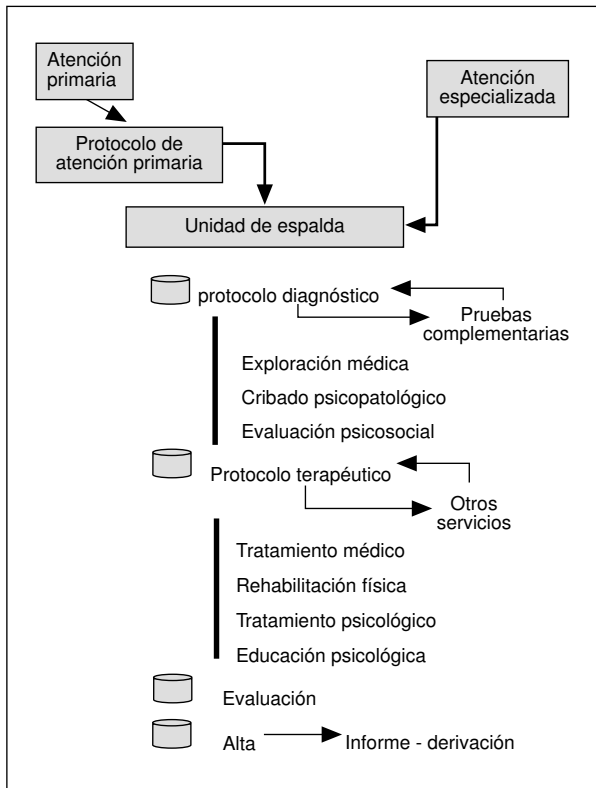 Atención
primaria
Atención
especializada
Protocolo de
atención primaria
Unidad de espalda
protocolo diagnóstico
Pruebas
complementarias
Exploración médica
Cribado psicopatológico
Evaluación psicosocial
Protocolo terapéutico
Otros
servicios
Tratamiento médico
Rehabilitación física
Tratamiento psicológico
Educación psicológica
Evaluación
Alta
Informe - derivación